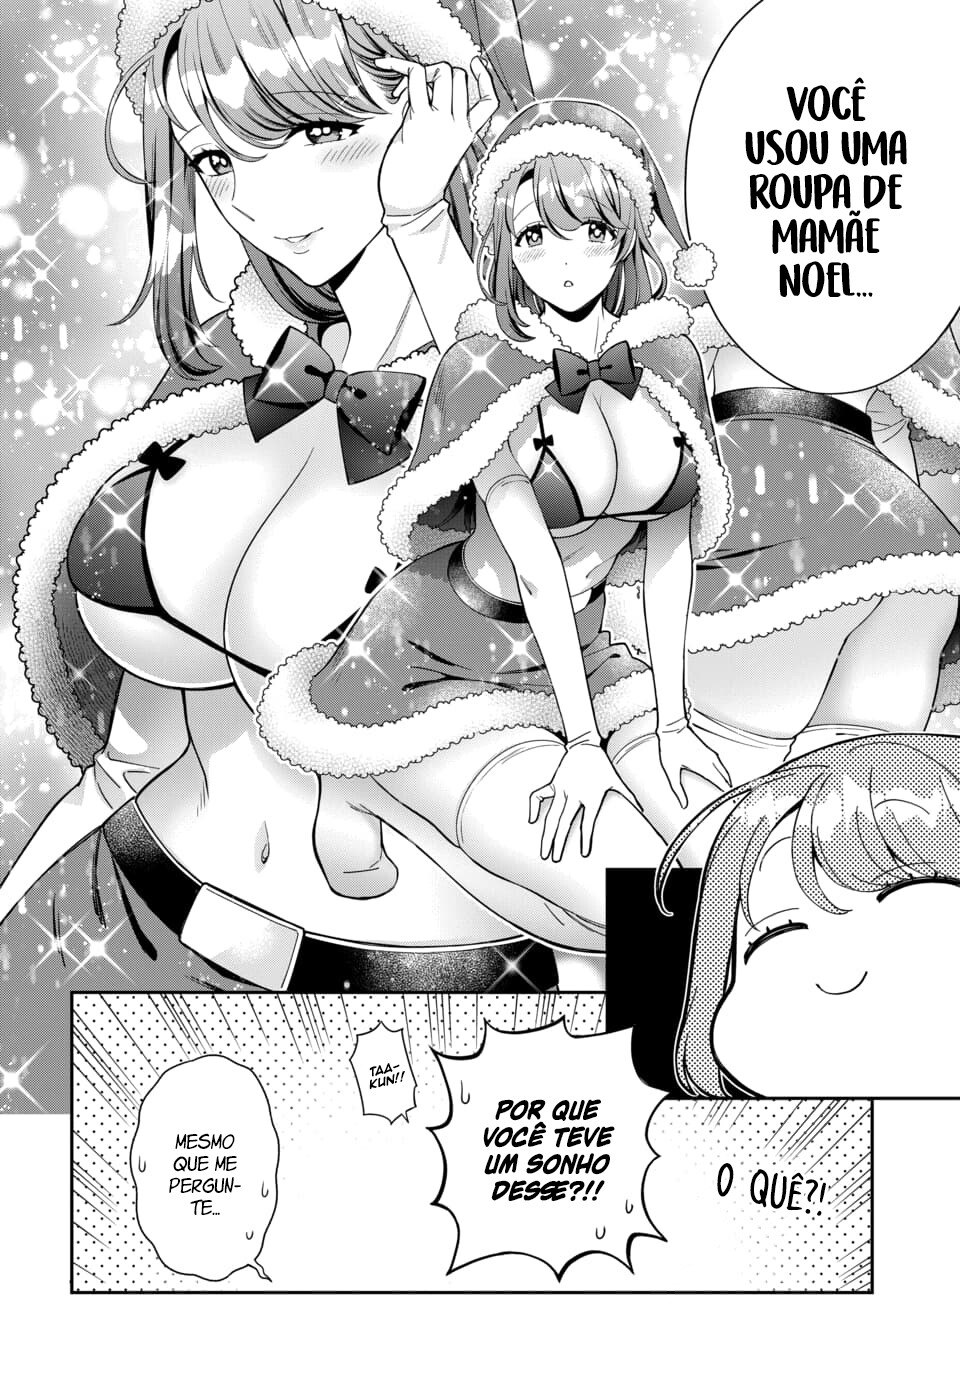 VOCÊ
USOU UMA
ROUPA DE
MAMÃE
NOEL...
O QUÊ?!
POR QUE
VOCÊ TEVE
UM SONHO
DESSE?!!
TAA-
KUN!!
MESMO
QUE ME
PERGUN-
TE...